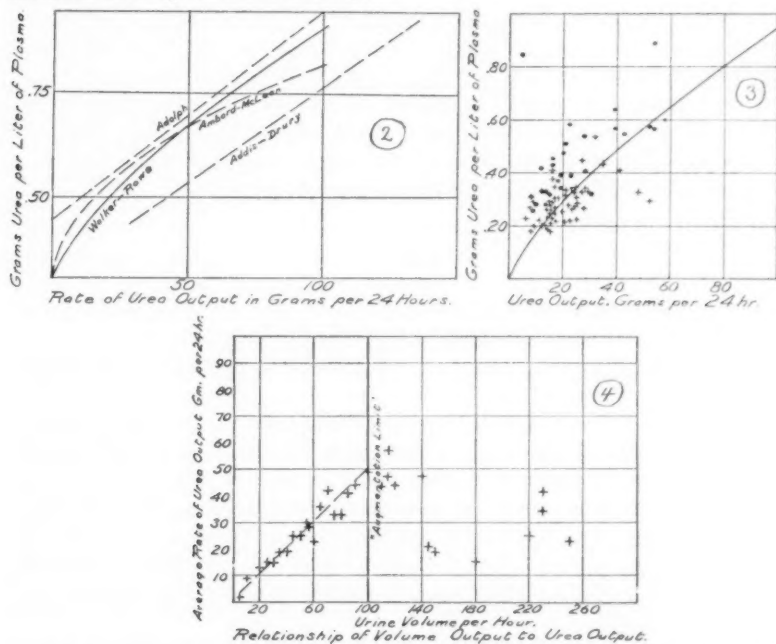 Grams Urea per Liter of Plasma
.75
.50
Adolph
Ambard-McLean
Walker-Rowe
Addis-Drury
2
50
100
Rate of Urea Output in Grams per 24 Hours.
Grams Urea per Liter of Plasma
.80
.60
.40
.20
3
20
40
60
80
Urea Output. Grams per 24 hr.
Average Rate of Urea Output Gm. per 24 hr.
90
70
50
30
10
"Augmentation Limit"
4
20
60
100
140
180
220
260
Urine Volume per Hour.
Relationship of Volume Output to Urea Output.